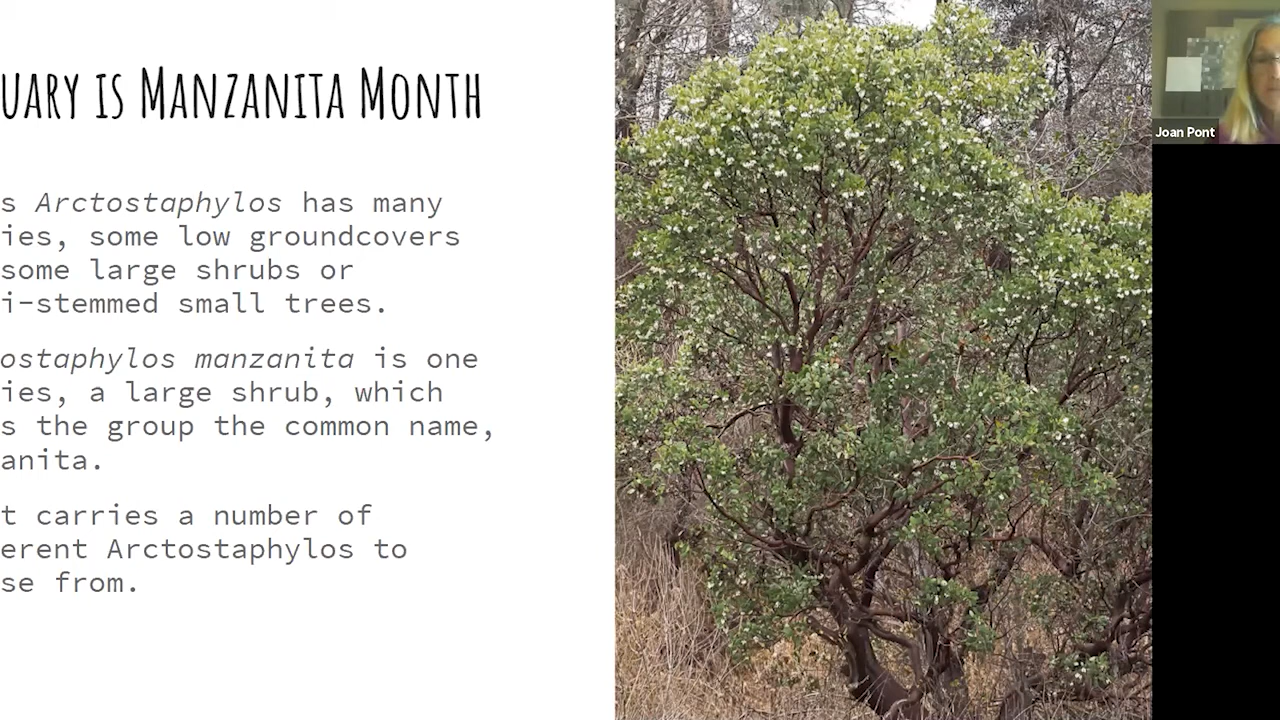 UARY IS MANZANITA MONTH
s Arctostaphylos has many
ies, some low groundcovers
some large shrubs or
i-stemmed small trees.
ostaphylos manzanita is one
ies, a large shrub, which
s the group the common name,
anita.
t carries a number of
erent Arctostaphylos to
se from.
Joan Pont